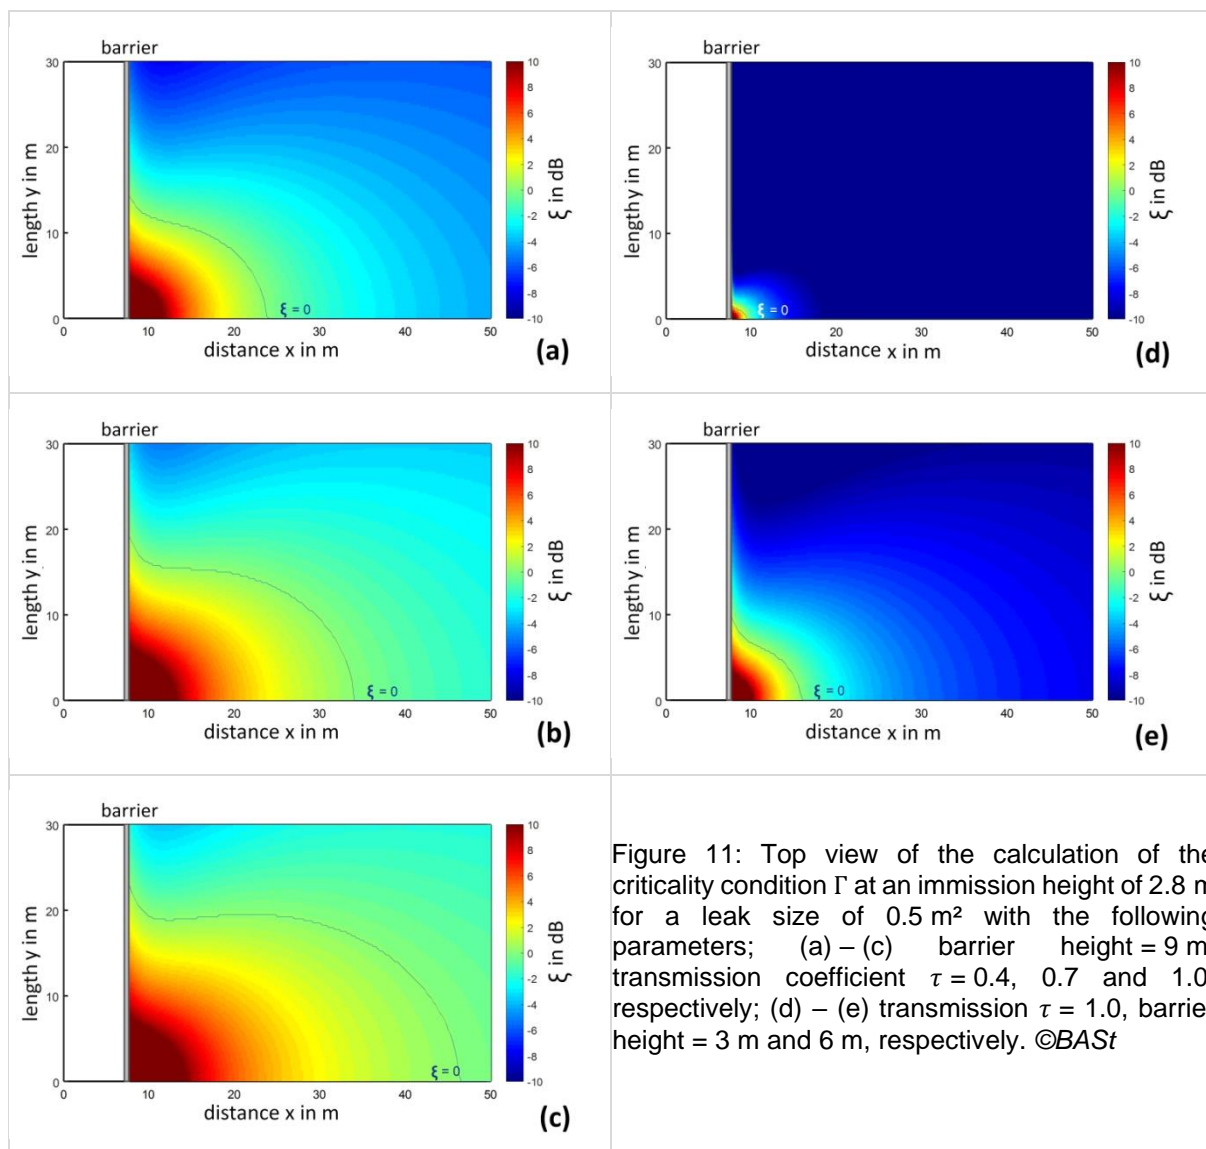 barrier
30
20
10
0
length y in m
0
10
20
30
40
50
distance x in m
ξ = 0
10
8
6
4
2
0
-2
-4
-6
-8
-10
ξ in dB
(a)
barrier
30
20
10
0
length y in m
0
10
20
30
40
50
distance x in m
ξ = 0
10
8
6
4
2
0
-2
-4
-6
-8
-10
ξ in dB
(d)
barrier
30
20
10
0
length y in m
0
10
20
30
40
50
distance x in m
ξ = 0
10
8
6
4
2
0
-2
-4
-6
-8
-10
ξ in dB
(b)
barrier
30
20
10
0
length y in m
0
10
20
30
40
50
distance x in m
ξ = 0
10
8
6
4
2
0
-2
-4
-6
-8
-10
ξ in dB
(e)
barrier
30
20
10
0
length y in m
0
10
20
30
40
50
distance x in m
ξ = 0
10
8
6
4
2
0
-2
-4
-6
-8
-10
ξ in dB
(c)
Figure 11: Top view of the calculation of the
criticality condition Γ at an immission height of 2.8 m
for a leak size of 0.5 m² with the following
parameters; (a) – (c) barrier height = 9 m
transmission coefficient τ = 0.4, 0.7 and 1.0
respectively; (d) – (e) transmission τ = 1.0, barrier
height = 3 m and 6 m, respectively. ©BASt